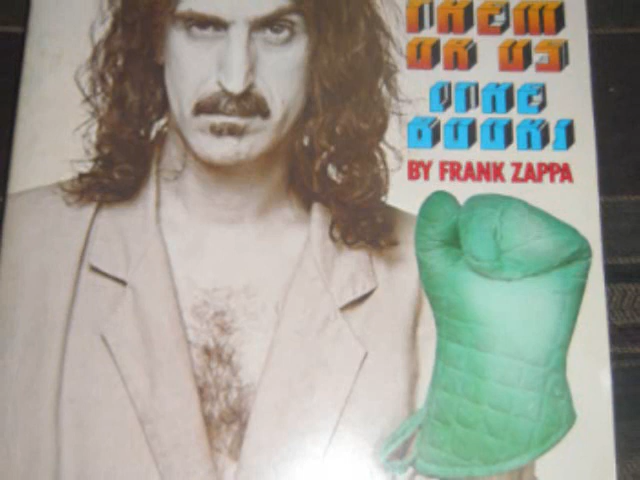 THEM
OR US
[THE
BOOK]
BY FRANK ZAPPA